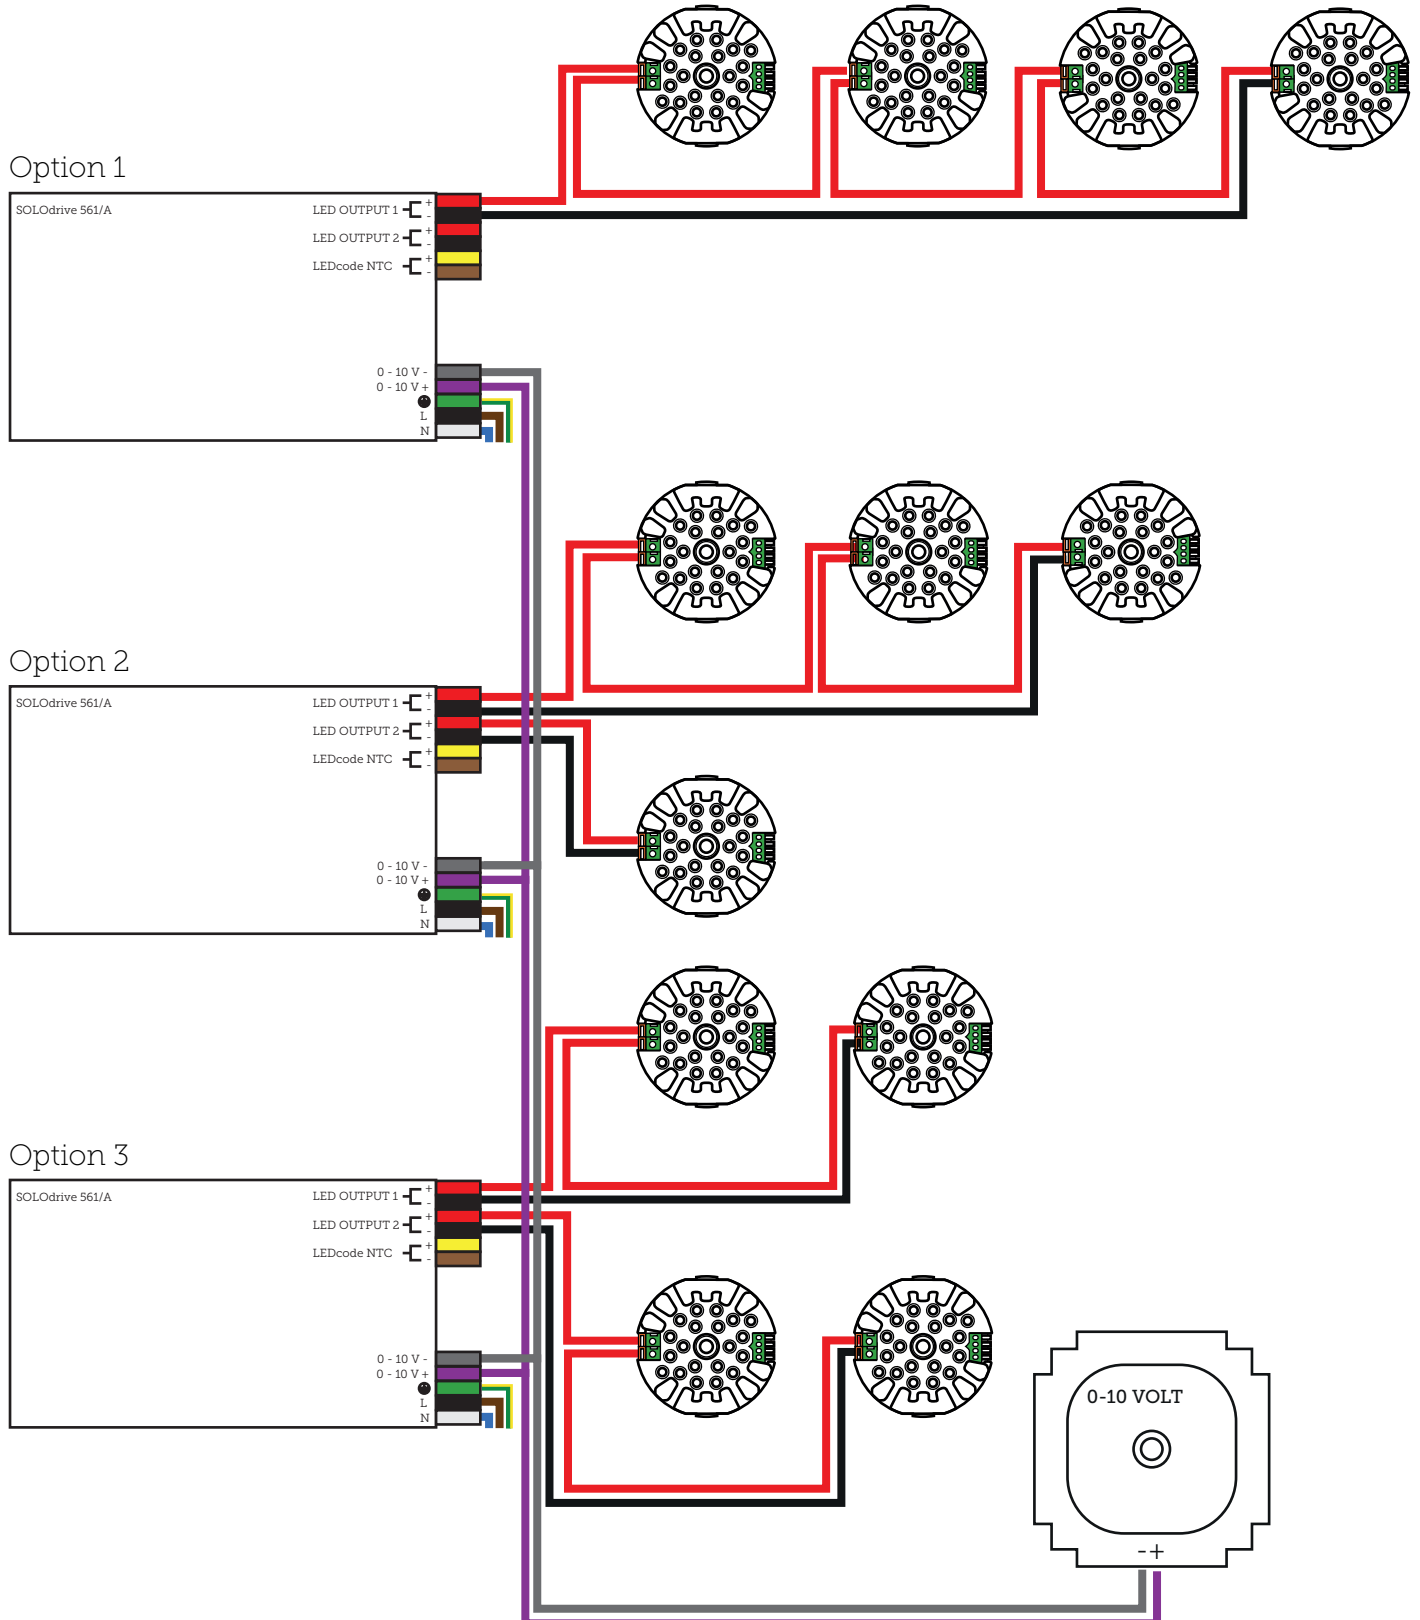 Option 1
SOLOdrive 561/A
LED OUTPUT 1 + -
LED OUTPUT 2 + -
LEDcode NTC + -
0 - 10 V -
0 - 10 V +
L
N
Option 2
SOLOdrive 561/A
LED OUTPUT 1 + -
LED OUTPUT 2 + -
LEDcode NTC + -
0 - 10 V -
0 - 10 V +
L
N
Option 3
SOLOdrive 561/A
LED OUTPUT 1 + -
LED OUTPUT 2 + -
LEDcode NTC + -
0 - 10 V -
0 - 10 V +
L
N
0-10 VOLT
-+